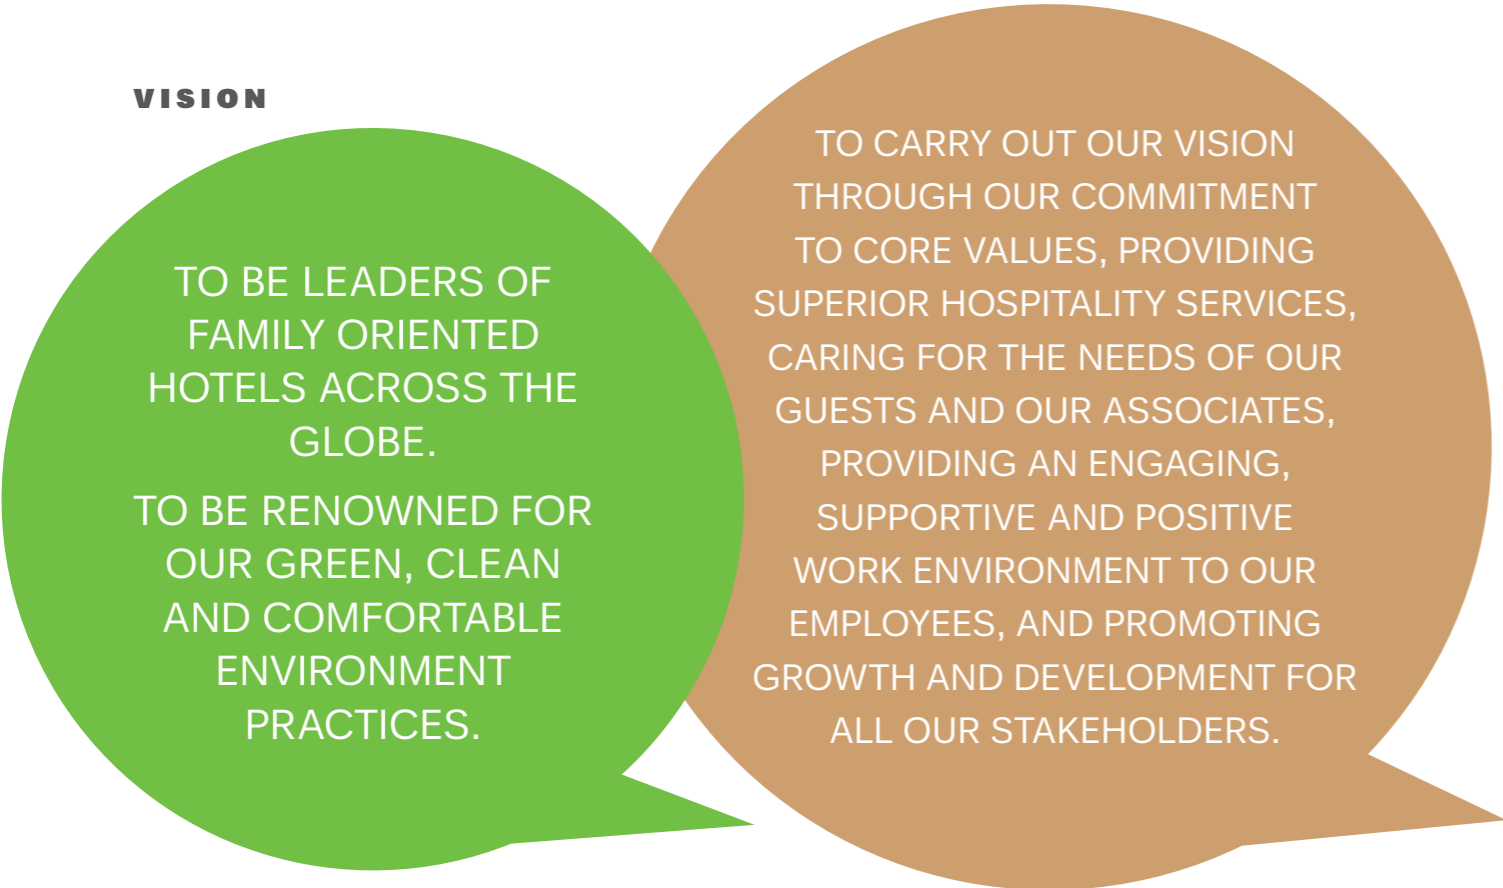 VISION
TO BE LEADERS OF
FAMILY ORIENTED
HOTELS ACROSS THE
GLOBE.
TO BE RENOWNED FOR
OUR GREEN, CLEAN
AND COMFORTABLE
ENVIRONMENT
PRACTICES.
TO CARRY OUT OUR VISION
THROUGH OUR COMMITMENT
TO CORE VALUES, PROVIDING
SUPERIOR HOSPITALITY SERVICES,
CARING FOR THE NEEDS OF OUR
GUESTS AND OUR ASSOCIATES,
PROVIDING AN ENGAGING,
SUPPORTIVE AND POSITIVE
WORK ENVIRONMENT TO OUR
EMPLOYEES, AND PROMOTING
GROWTH AND DEVELOPMENT FOR
ALL OUR STAKEHOLDERS.